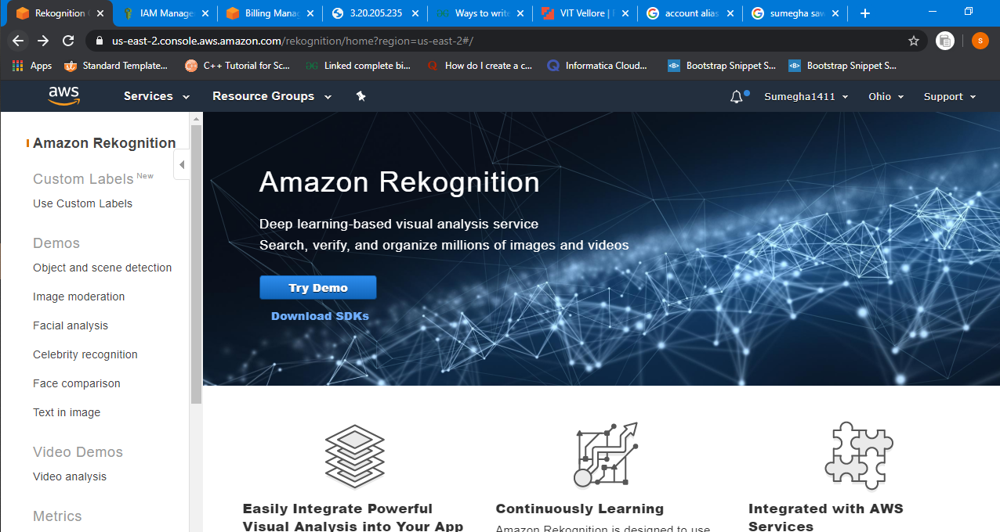 Rekognition
IAM Manage
Billing Mana
3.20.205.235
Ways to write
VIT Vellore |
account alias
sumegha sav
us-east-2.console.aws.amazon.com/rekognition/home?region=us-east-2#/
s
Apps
Standard Template...
C++ Tutorial for Sc...
GG
Linked complete bi...
Q
How do I create a c...
Q
Informatica Cloud...
<B>
Bootstrap Snippet S...
<B>
Bootstrap Snippet S...
aws
Services
Resource Groups
Sumegha1411
Ohio
Support
Amazon Rekognition
Custom Labels New
Use Custom Labels
Demos
Object and scene detection
Image moderation
Facial analysis
Celebrity recognition
Face comparison
Text in image
Video Demos
Video analysis
Metrics
Amazon Rekognition
Deep learning-based visual analysis service
Search, verify, and organize millions of images and videos
Try Demo
Download SDKs
Easily Integrate Powerful
Visual Analysis into Your App
Continuously Learning
Amazon Rekognition is designed to use
Integrated with AWS
Services